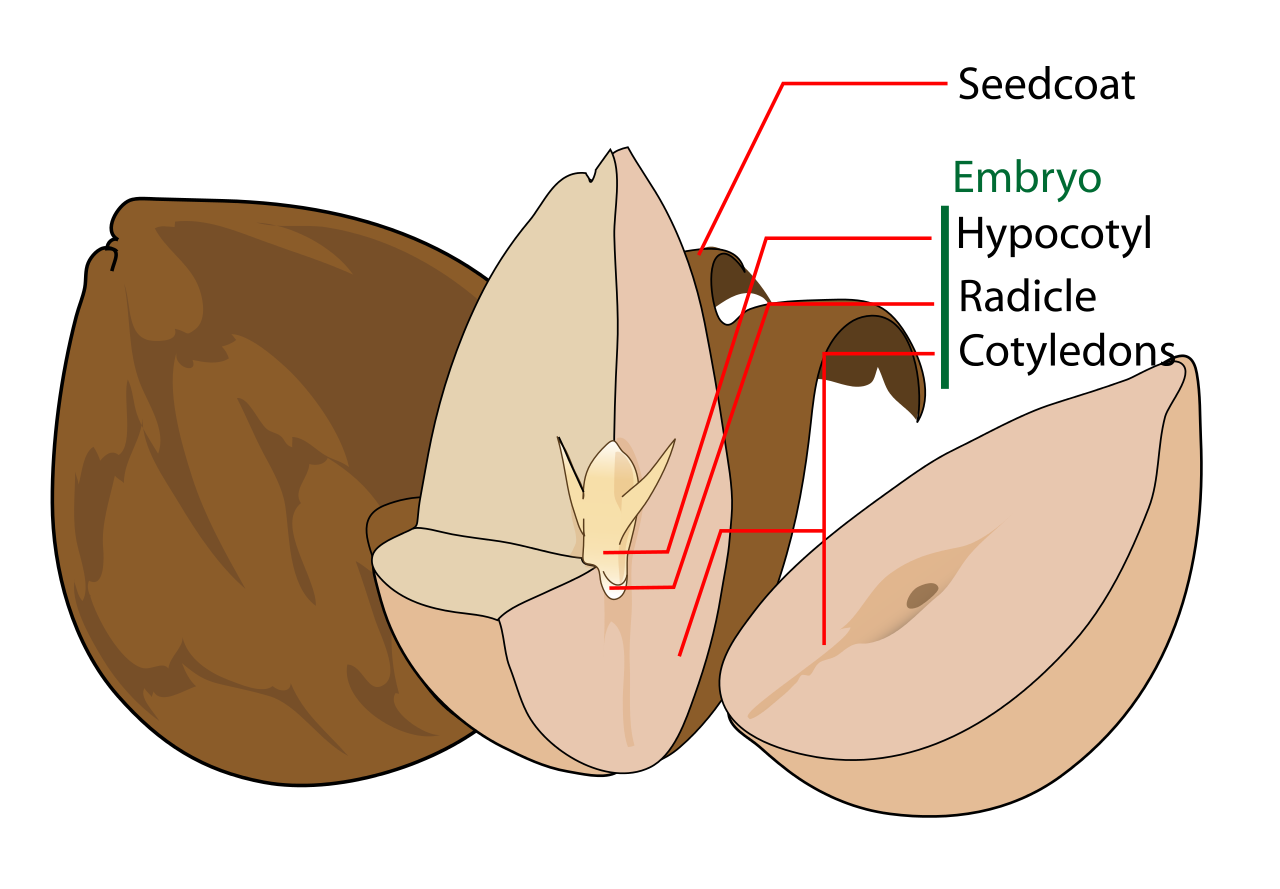 Seedcoat
Embryo
Hypocotyl
Radicle
Cotyledons